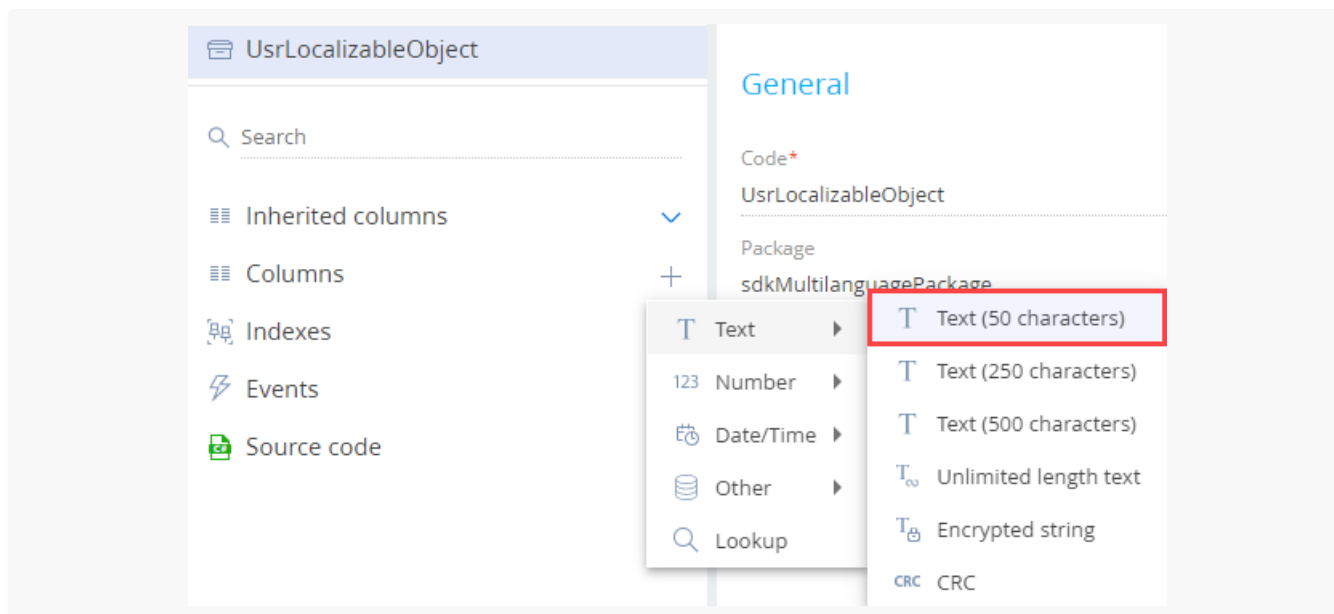 UsrLocalizableObject
Search
Inherited columns
Columns
Indexes
Events
Source code
General
Code*
UsrLocalizableObject
Package
sdkMultilanguagePackage
T Text
123 Number
Date/Time
Other
Lookup
T Text (50 characters)
T Text (250 characters)
T Text (500 characters)
T∞ Unlimited length text
T Encrypted string
CRC CRC